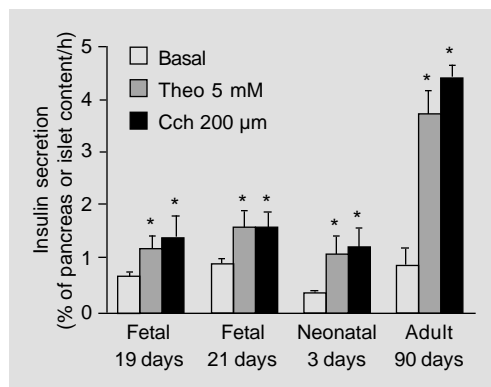 Insulin secretion
(% of pancreas or islet content/h)
5
4
3
2
1
0
Basal
Theo 5 mM
Cch 200 µm
* * * * * * * *
Fetal Fetal Neonatal Adult
19 days 21 days 3 days 90 days